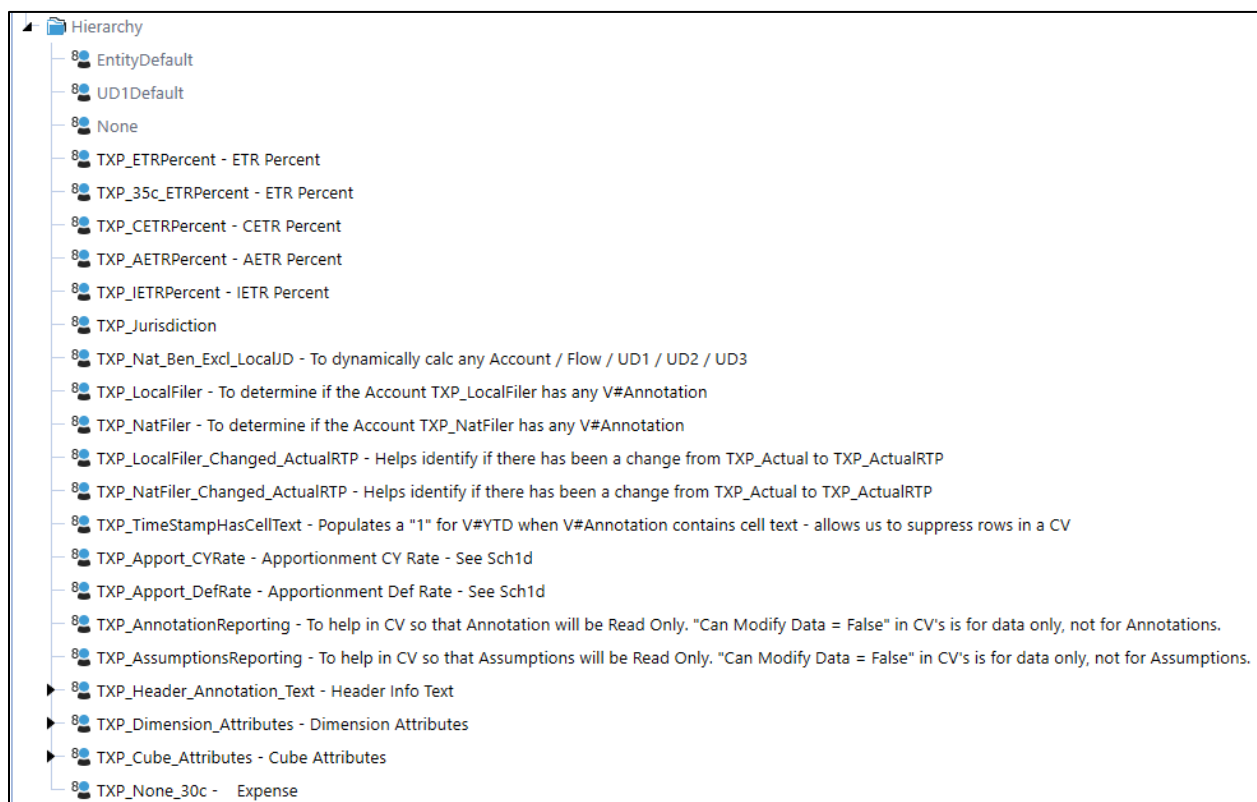 Hierarchy
EntityDefault
UD1Default
None
TXP_ETRPercent - ETR Percent
TXP_35c_ETRPercent - ETR Percent
TXP_CETRPercent - CETR Percent
TXP_AETRPercent - AETR Percent
TXP_IETRPercent - IETR Percent
TXP_Jurisdiction
TXP_Nat_Ben_Excl_LocalJD - To dynamically calc any Account / Flow / UD1 / UD2 / UD3
TXP_LocalFiler - To determine if the Account TXP_LocalFiler has any V#Annotation
TXP_NatFiler - To determine if the Account TXP_NatFiler has any V#Annotation
TXP_LocalFiler_Changed_ActualRTP - Helps identify if there has been a change from TXP_Actual to TXP_ActualRTP
TXP_NatFiler_Changed_ActualRTP - Helps identify if there has been a change from TXP_Actual to TXP_ActualRTP
TXP_TimeStampHasCellText - Populates a "1" for V#YTD when V#Annotation contains cell text - allows us to suppress rows in a CV
TXP_Apport_CYRate - Apportionment CY Rate - See Sch1d
TXP_Apport_DefRate - Apportionment Def Rate - See Sch1d
TXP_AnnotationReporting - To help in CV so that Annotation will be Read Only. "Can Modify Data = False" in CV's is for data only, not for Annotations.
TXP_AssumptionsReporting - To help in CV so that Assumptions will be Read Only. "Can Modify Data = False" in CV's is for data only, not for Assumptions.
TXP_Header_Annotation_Text - Header Info Text
TXP_Dimension_Attributes - Dimension Attributes
TXP_Cube_Attributes - Cube Attributes
TXP_None_30c - Expense